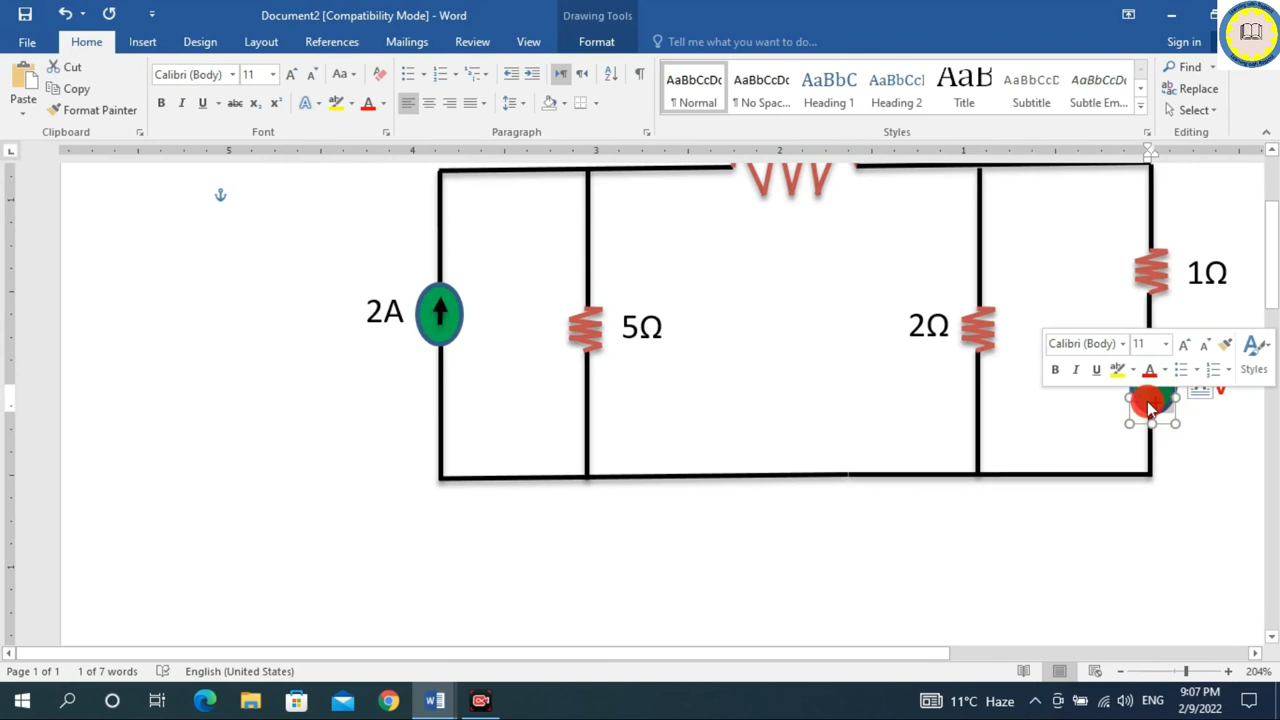 Document2 [Compatibility Mode] - Word
Drawing Tools
File Home Insert Design Layout References Mailings Review View Format Tell me what you want to do... Sign in
Paste
Cut
Copy
Format Painter
Clipboard
Calibri (Body) 11
Font
Paragraph
AaBbCcDc AaBbCcDc AaBbC AaBbCcl AaB AaBbCcD AaBbCcDc
¶ Normal ¶ No Spac... Heading 1 Heading 2 Title Subtitle Subtle Em...
Styles
Find
Replace
Select
Editing
5 4 3 2 1
2A
5Ω
2Ω
1Ω
Calibri (Body) 11
B I U A
Styles
V
Page 1 of 1 1 of 7 words English (United States) 204%
11°C Haze ENG 9:07 PM
2/9/2022